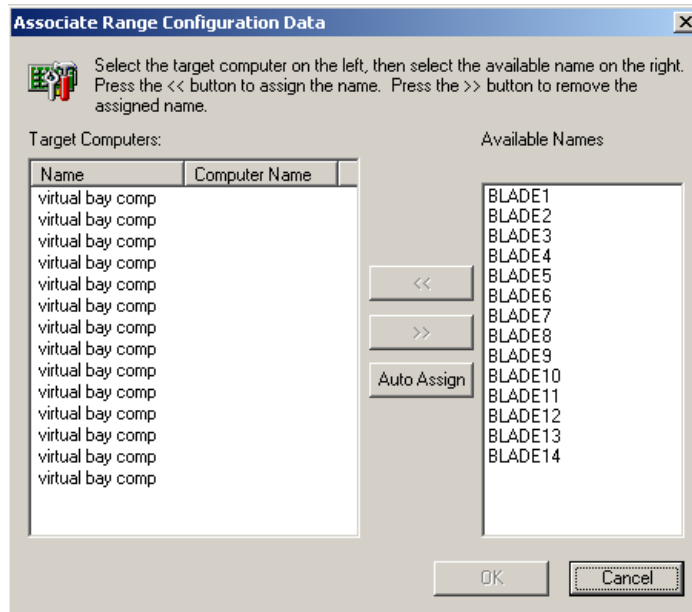 Associate Range Configuration Data
Select the target computer on the left, then select the available name on the right.
Press the << button to assign the name. Press the >> button to remove the
assigned name.
Target Computers:
Available Names
Name Computer Name
virtual bay comp
virtual bay comp
virtual bay comp
virtual bay comp
virtual bay comp
virtual bay comp
virtual bay comp
virtual bay comp
virtual bay comp
virtual bay comp
virtual bay comp
virtual bay comp
virtual bay comp
virtual bay comp
<<
>>
Auto Assign
BLADE1
BLADE2
BLADE3
BLADE4
BLADE5
BLADE6
BLADE7
BLADE8
BLADE9
BLADE10
BLADE11
BLADE12
BLADE13
BLADE14
OK
Cancel